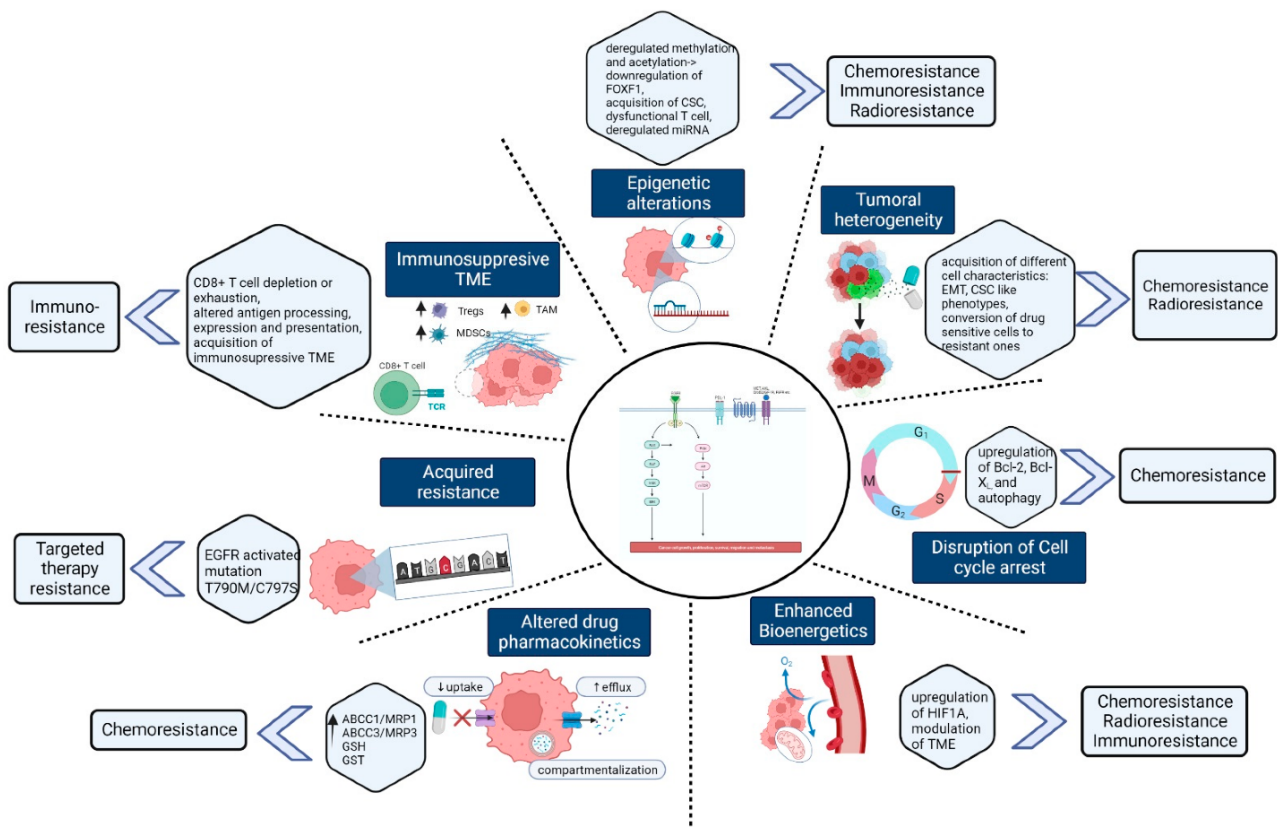 deregulated methylation
and acetylation->
downregulation of
FOXF1,
acquisition of CSC,
dysfunctional T cell,
deregulated miRNA
Chemoresistance
Immunoresistance
Radioresistance
Epigenetic
alterations
Tumoral
heterogeneity
acquisition of different
cell characteristics:
EMT, CSC like
phenotypes,
conversion of drug
sensitive cells to
resistant ones
Chemoresistance
Radioresistance
Immunosuppresive
TME
Tregs
TAM
MDSCs
CD8+ T cell
TCR
CD8+ T cell depletion or
exhaustion,
altered antigen processing,
expression and presentation,
acquisition of
immunosupressive TME
Immuno-
resistance
G1
S
G2
M
upregulation
of Bcl-2, Bcl-
XL and
autophagy
Chemoresistance
Disruption of Cell
cycle arrest
Acquired
resistance
EGFR activated
mutation
T790M/C797S
A T G C G A C T
Targeted
therapy
resistance
PD-L1
Altered drug
pharmacokinetics
↓uptake
↑efflux
compartmentalization
ABCC1/MRP1
ABCC3/MRP3
GSH
GST
Chemoresistance
Enhanced
Bioenergetics
O2
upregulation
of HIF1A,
modulation
of TME
Chemoresistance
Radioresistance
Immunoresistance